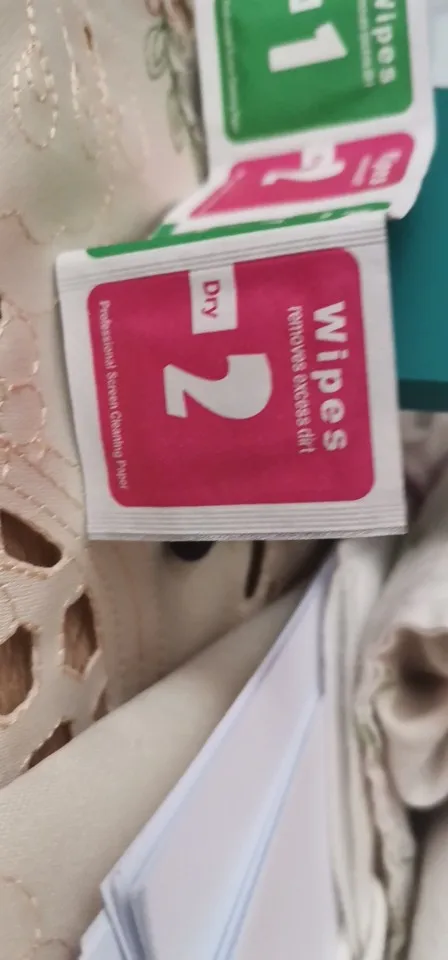 Wipes
removes excess dirt
2
Dry
Professional Screen Cleaning Paper
Wipes
1
2